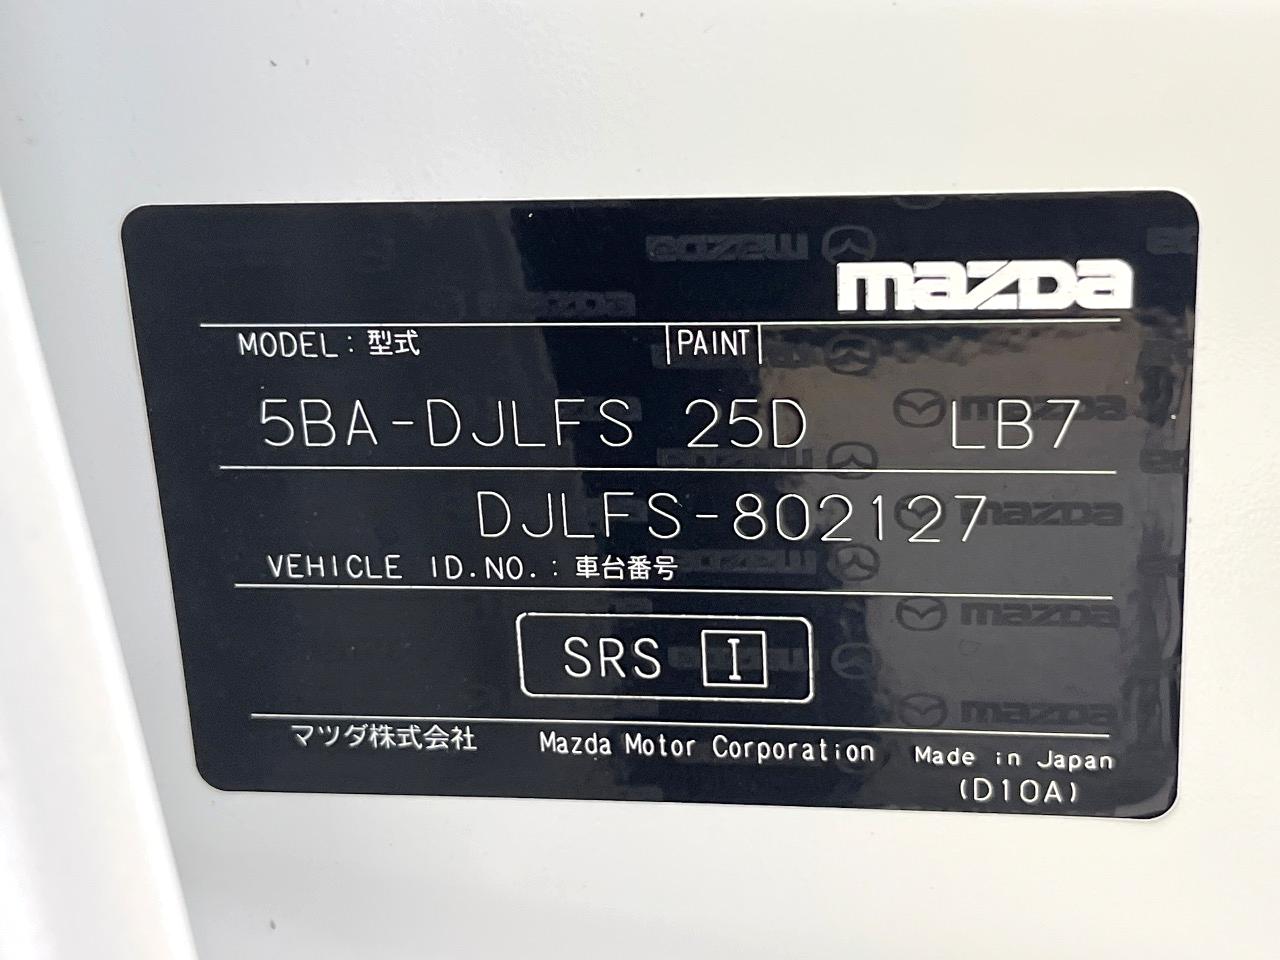 mazda
MODEL：型式 PAINT
5BA-DJLFS 25D LB7
DJLFS-802127
VEHICLE ID.NO.：車台番号
SRS I
マツダ株式会社 Mazda Motor Corporation Made in Japan
(D10A)